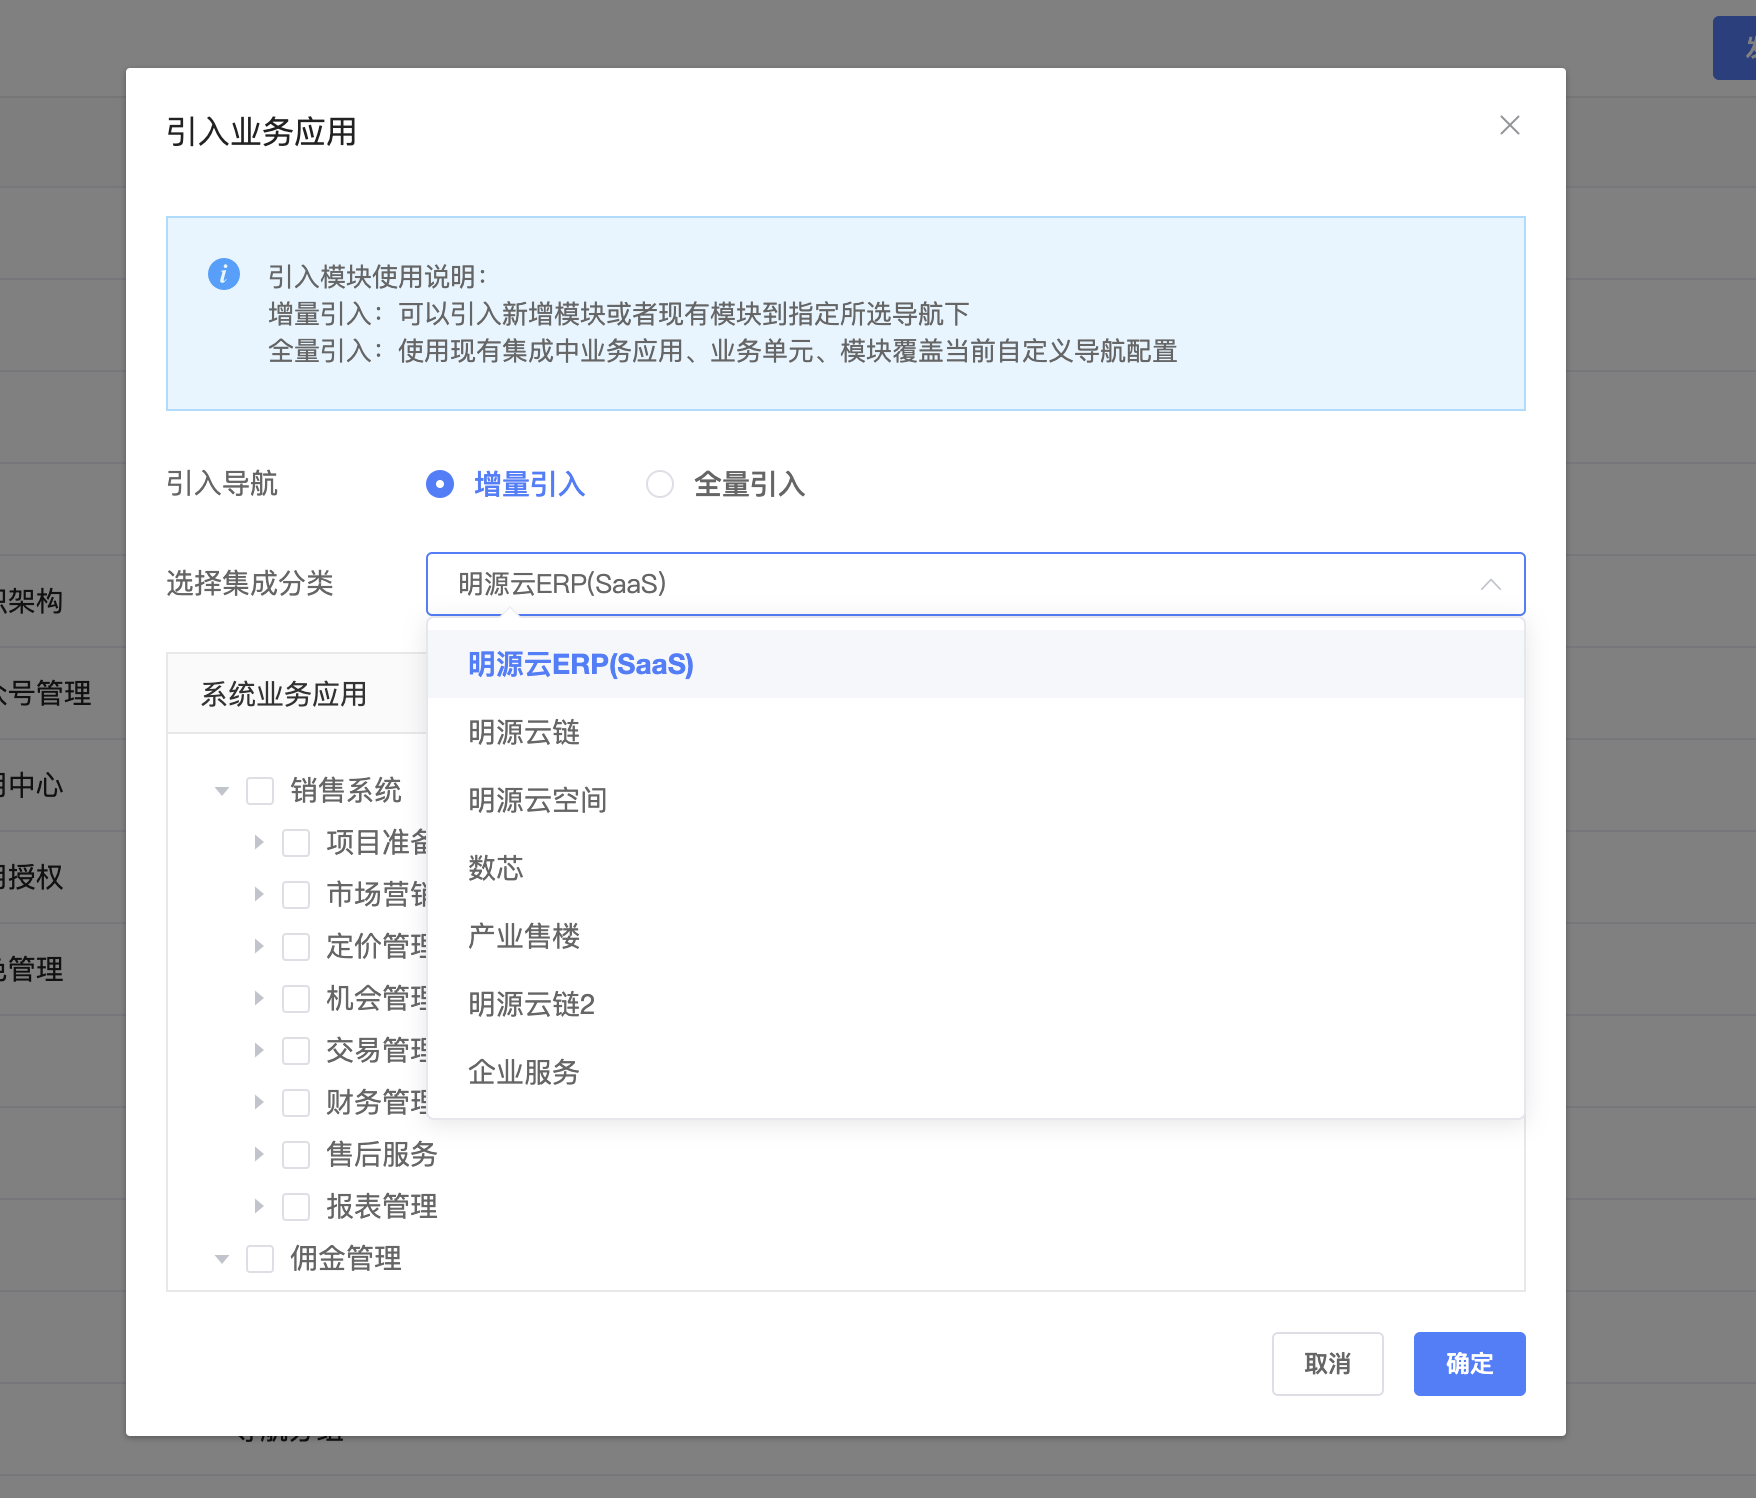 引入业务应用
引入模块使用说明：
增量引入：可以引入新增模块或者现有模块到指定所选导航下
全量引入：使用现有集成中业务应用、业务单元、模块覆盖当前自定义导航配置
引入导航
增量引入
全量引入
选择集成分类
明源云ERP(SaaS)
明源云ERP(SaaS)
明源云链
明源云空间
数芯
产业售楼
明源云链2
企业服务
系统业务应用
销售系统
项目准备
市场营销
定价管理
机会管理
交易管理
财务管理
售后服务
报表管理
佣金管理
取消
确定
架构
号管理
中心
授权
管理